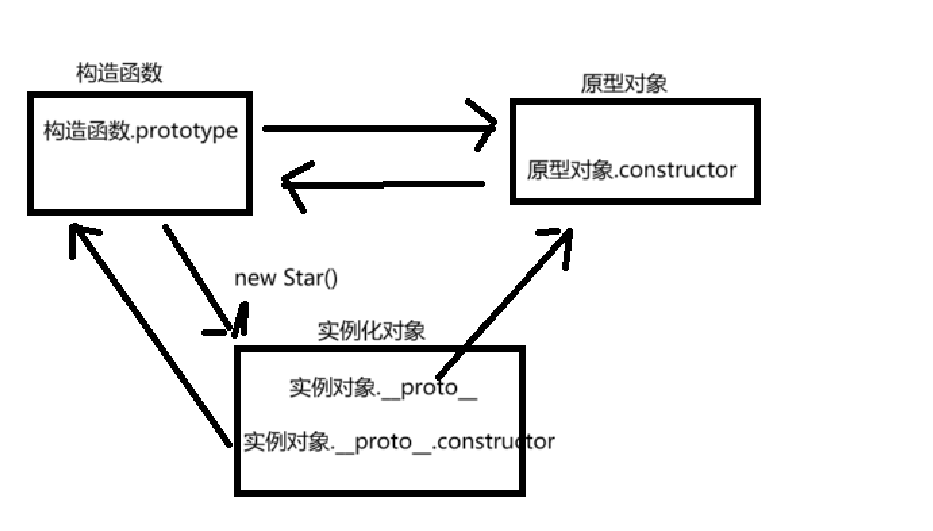 构造函数
构造函数.prototype
原型对象
原型对象.constructor
new Star()
实例化对象
实例对象.__proto__
实例对象.__proto__.constructor